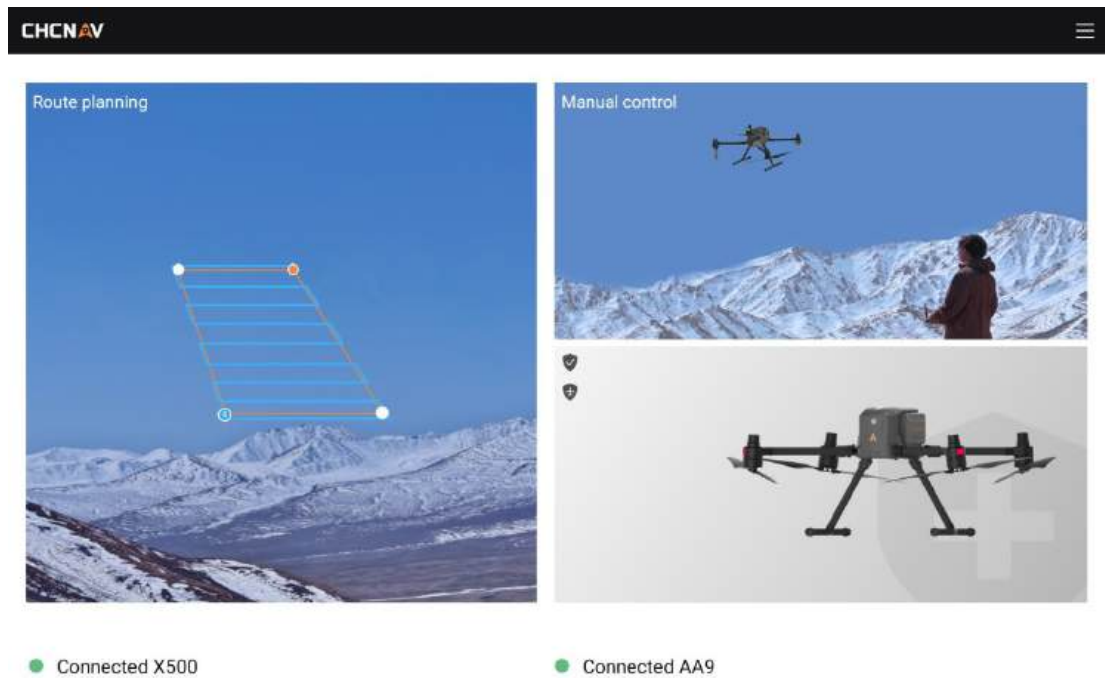 CHCNAV
Route planning
Manual control
Connected X500
Connected AA9